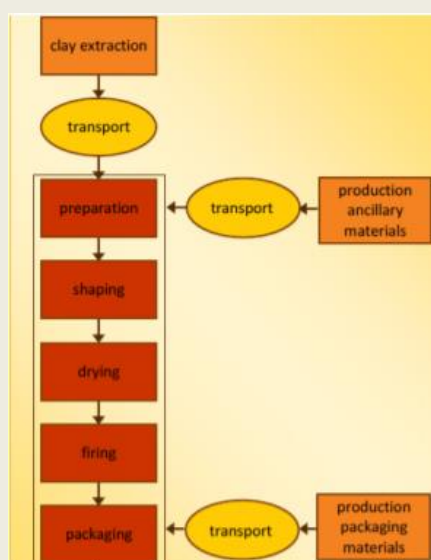 clay extraction
transport
preparation
transport
production
ancillary
materials
shaping
drying
firing
packaging
transport
production
packaging
materials